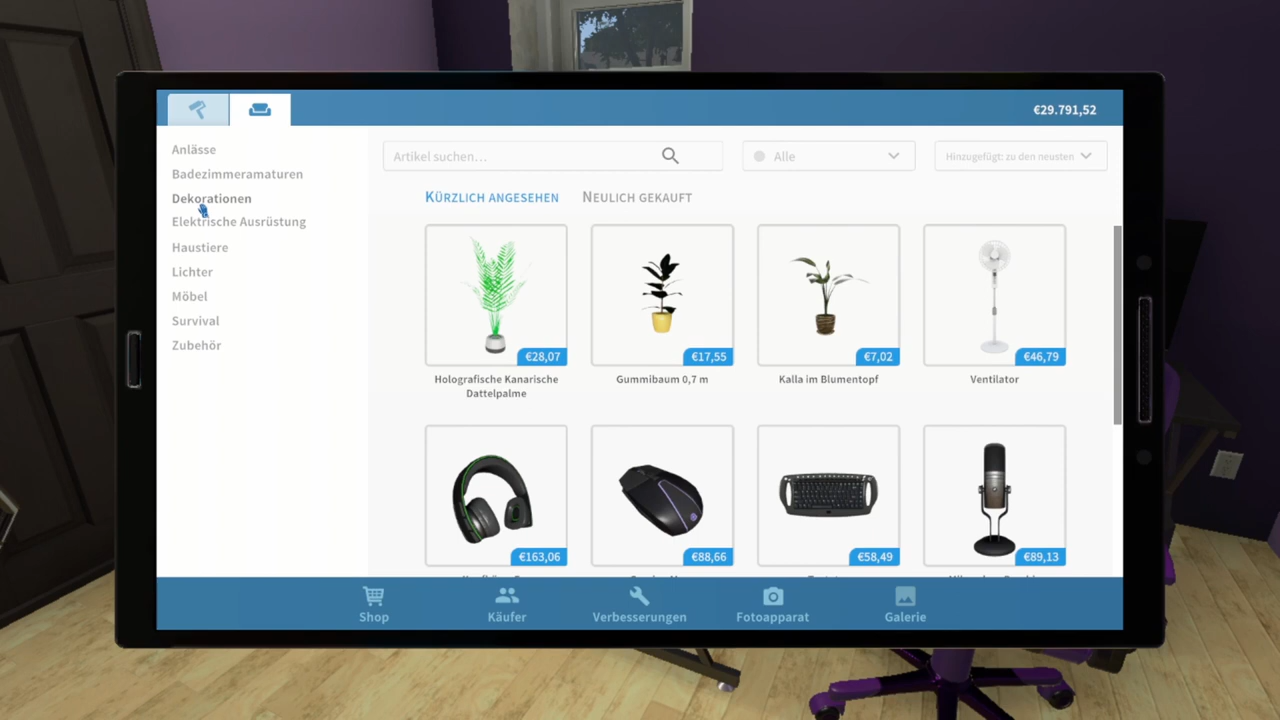 €29.791,52
Anlässe
Badezimmeramaturen
Dekorationen
Elektrische Ausrüstung
Haustiere
Lichter
Möbel
Survival
Zubehör
Artikel suchen...
Alle
Hinzugefügt: zu den neusten
KÜRZLICH ANGESEHEN
NEULICH GEKAUFT
€28,07
€17,55
€7,02
€46,79
Holografische Kanarische
Dattelpalme
Gummibaum 0,7 m
Kalla im Blumentopf
Ventilator
€163,06
€88,66
€58,49
€89,13
Shop
Käufer
Verbesserungen
Fotoapparat
Galerie